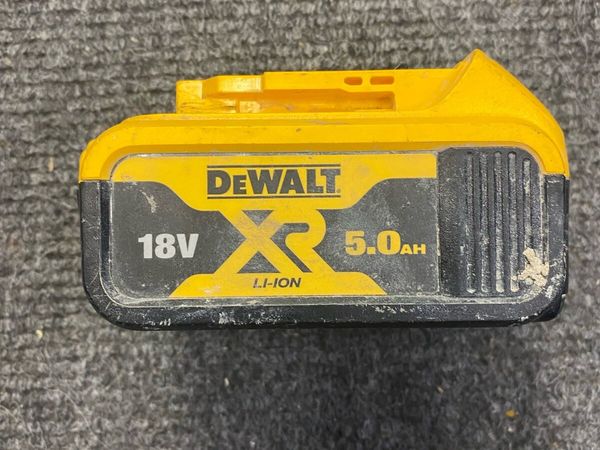 DEWALT
18V XR 5.0AH
LI-ION